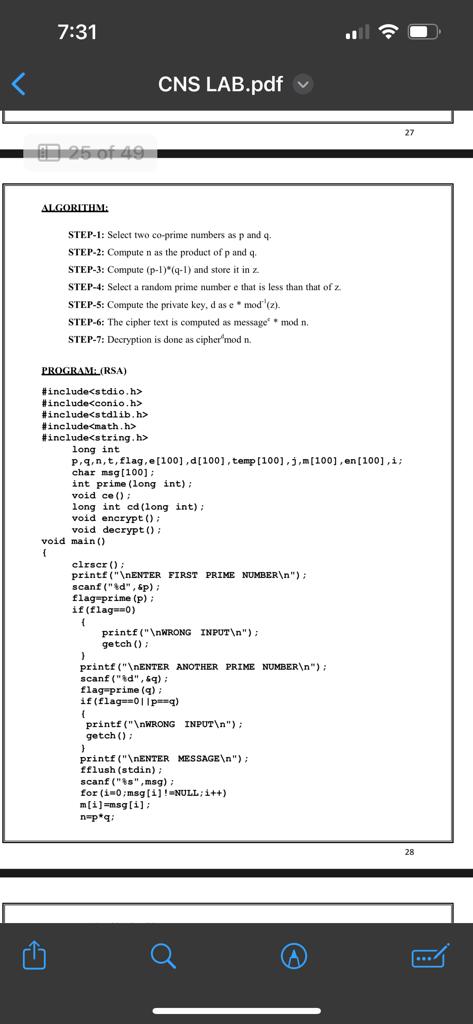 7:31
CNS LAB.pdf
27
25 of 49
ALGORITHM:
STEP-1: Select two co-prime numbers as p and q.
STEP-2: Compute n as the product of p and q.
STEP-3: Compute (p-1)*(q-1) and store it in z.
STEP-4: Select a random prime number e that is less than that of z.
STEP-5: Compute the private key, d as e * mod⁻¹(z).
STEP-6: The cipher text is computed as messageᵉ * mod n.
STEP-7: Decryption is done as cipherᵈmod n.
PROGRAM: (RSA)
#include<stdio.h>
#include<conio.h>
#include<stdlib.h>
#include<math.h>
#include<string.h>
long int
p,q,n,t,flag,e[100],d[100],temp[100],j,m[100],en[100],i;
char msg[100];
int prime(long int);
void ce();
long int cd(long int);
void encrypt();
void decrypt();
void main()
{
clrscr();
printf("\nENTER FIRST PRIME NUMBER\n");
scanf("%d",&p);
flag=prime(p);
if(flag==0)
{
printf("\nWRONG INPUT\n");
getch();
}
printf("\nENTER ANOTHER PRIME NUMBER\n");
scanf("%d",&q);
flag=prime(q);
if(flag==0||p==q)
{
printf("\nWRONG INPUT\n");
getch();
}
printf("\nENTER MESSAGE\n");
fflush(stdin);
scanf("%s",msg);
for(i=0;msg[i]!=NULL;i++)
m[i]=msg[i];
n=p*q;
28